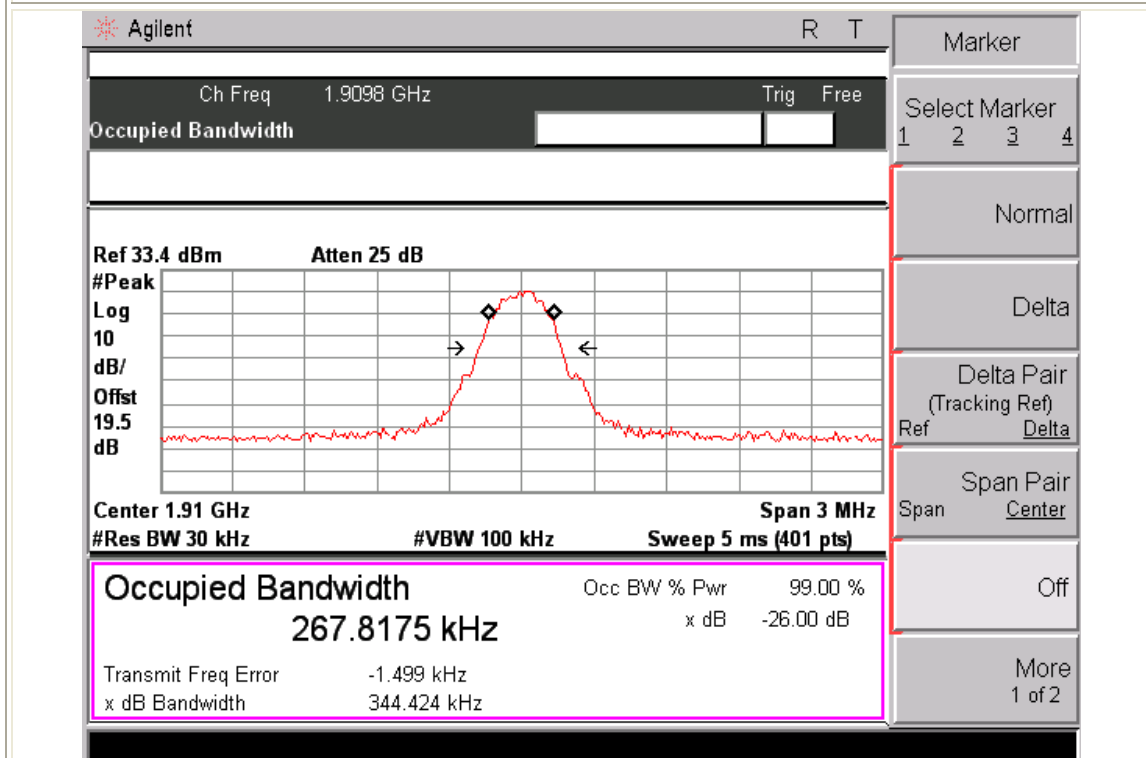 Agilent R T
Marker
Ch Freq 1.9098 GHz Trig Free
Occupied Bandwidth
Select Marker
1 2 3 4
Normal
Ref 33.4 dBm Atten 25 dB
#Peak
Log
10
dB/
Offst
19.5
dB
Delta
Delta Pair
(Tracking Ref)
Ref Delta
Center 1.91 GHz Span 3 MHz
#Res BW 30 kHz #VBW 100 kHz Sweep 5 ms (401 pts)
Span Pair
Span Center
Occupied Bandwidth Occ BW % Pwr 99.00 %
267.8175 kHz x dB -26.00 dB
Transmit Freq Error -1.499 kHz
x dB Bandwidth 344.424 kHz
Off
More
1 of 2